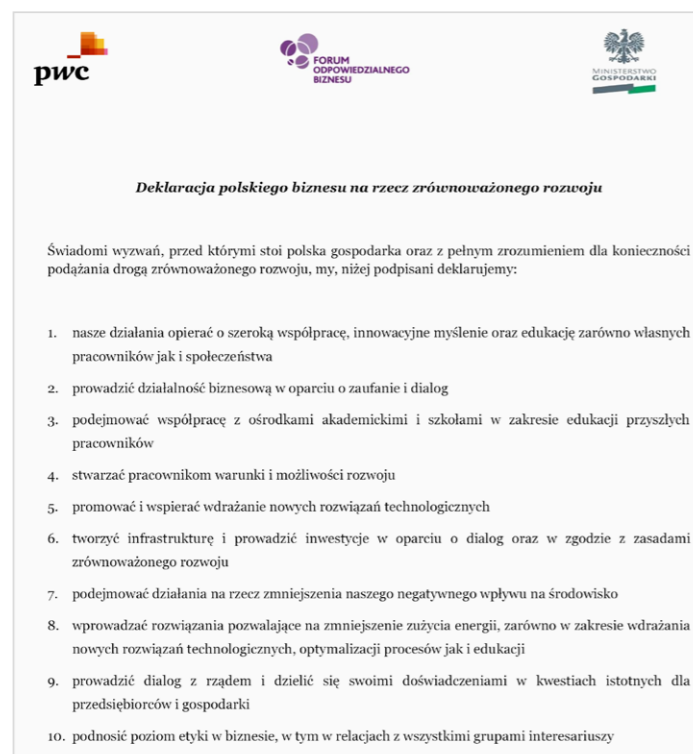 pwc
FORUM
ODPOWIEDZIALNEGO
BIZNESU
MINISTERSTWO
GOSPODARKI
Deklaracja polskiego biznesu na rzecz zrównoważonego rozwoju
Świadomi wyzwań, przed którymi stoi polska gospodarka oraz z pełnym zrozumieniem dla konieczności
podążania drogą zrównoważonego rozwoju, my, niżej podpisani deklarujemy:
1. nasze działania opierać o szeroką współpracę, innowacyjne myślenie oraz edukację zarówno własnych
pracowników jak i społeczeństwa
2. prowadzić działalność biznesową w oparciu o zaufanie i dialog
3. podejmować współpracę z ośrodkami akademickimi i szkołami w zakresie edukacji przyszłych
pracowników
4. stwarzać pracownikom warunki i możliwości rozwoju
5. promować i wspierać wdrażanie nowych rozwiązań technologicznych
6. tworzyć infrastrukturę i prowadzić inwestycje w oparciu o dialog oraz w zgodzie z zasadami
zrównoważonego rozwoju
7. podejmować działania na rzecz zmniejszenia naszego negatywnego wpływu na środowisko
8. wprowadzać rozwiązania pozwalające na zmniejszenie zużycia energii, zarówno w zakresie wdrażania
nowych rozwiązań technologicznych, optymalizacji procesów jak i edukacji
9. prowadzić dialog z rządem i dzielić się swoimi doświadczeniami w kwestiach istotnych dla
przedsiębiorców i gospodarki
10. podnosić poziom etyki w biznesie, w tym w relacjach z wszystkimi grupami interesariuszy